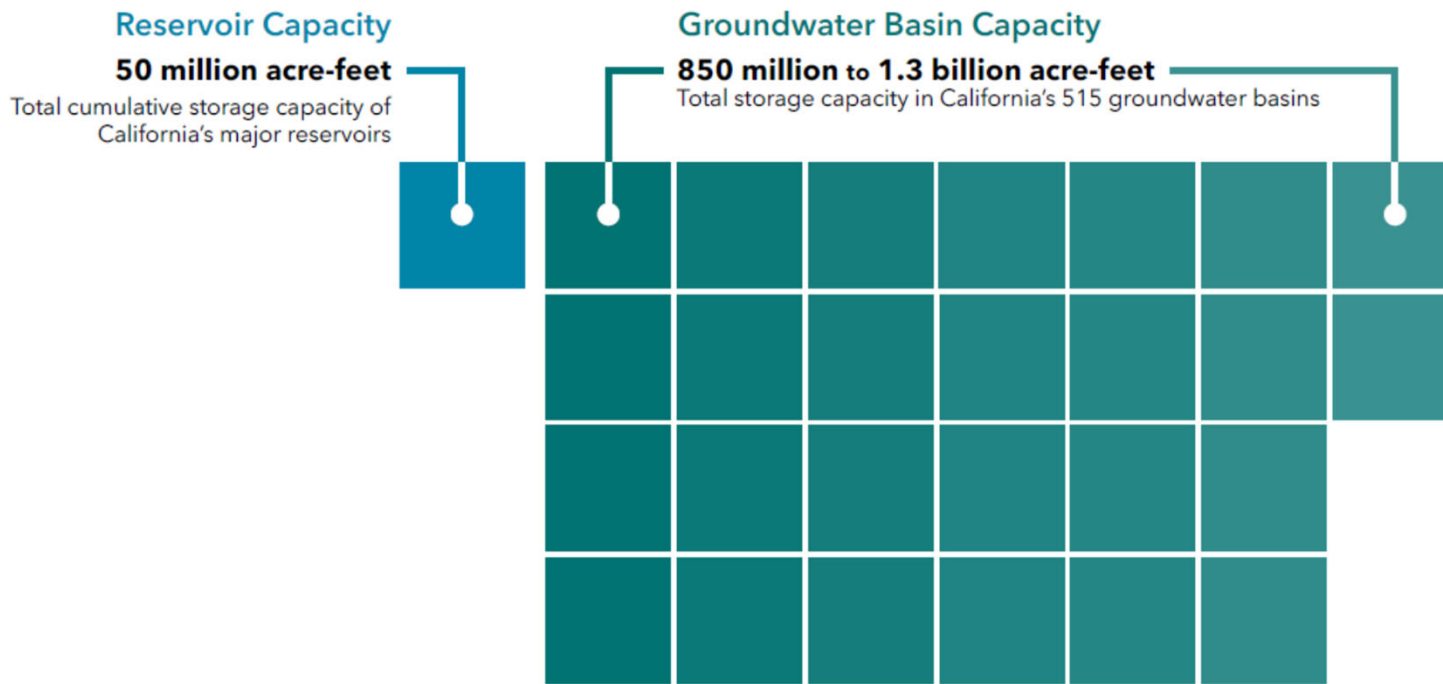 Reservoir Capacity
50 million acre-feet
Total cumulative storage capacity of
California’s major reservoirs
Groundwater Basin Capacity
850 million to 1.3 billion acre-feet
Total storage capacity in California’s 515 groundwater basins